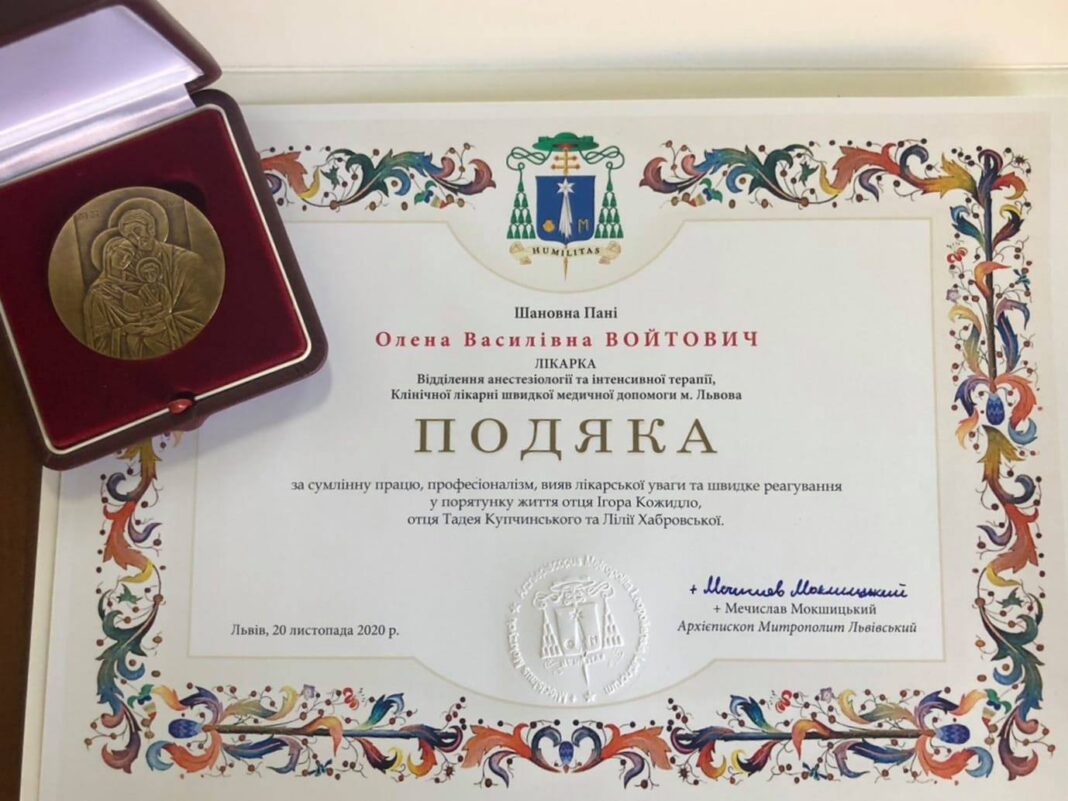 HUMILITAS
M
Шановна Пані
Олена Василівна ВОЙТОВИЧ
ЛІКАРКА
Відділення анестезіології та інтенсивної терапії,
Клінічної лікарні швидкої медичної допомоги м. Львова
ПОДЯКА
за сумлінну працю, професіоналізм, вияв лікарської уваги та швидке реагування
у порятунку життя отця Ігора Кожидло,
отця Тадея Купчинського та Лілії Хабровської.
+ Мечислав Мокшицький
+ Мечислав Мокшицький
Архієпископ Митрополит Львівський
Львів, 20 листопада 2020 р.